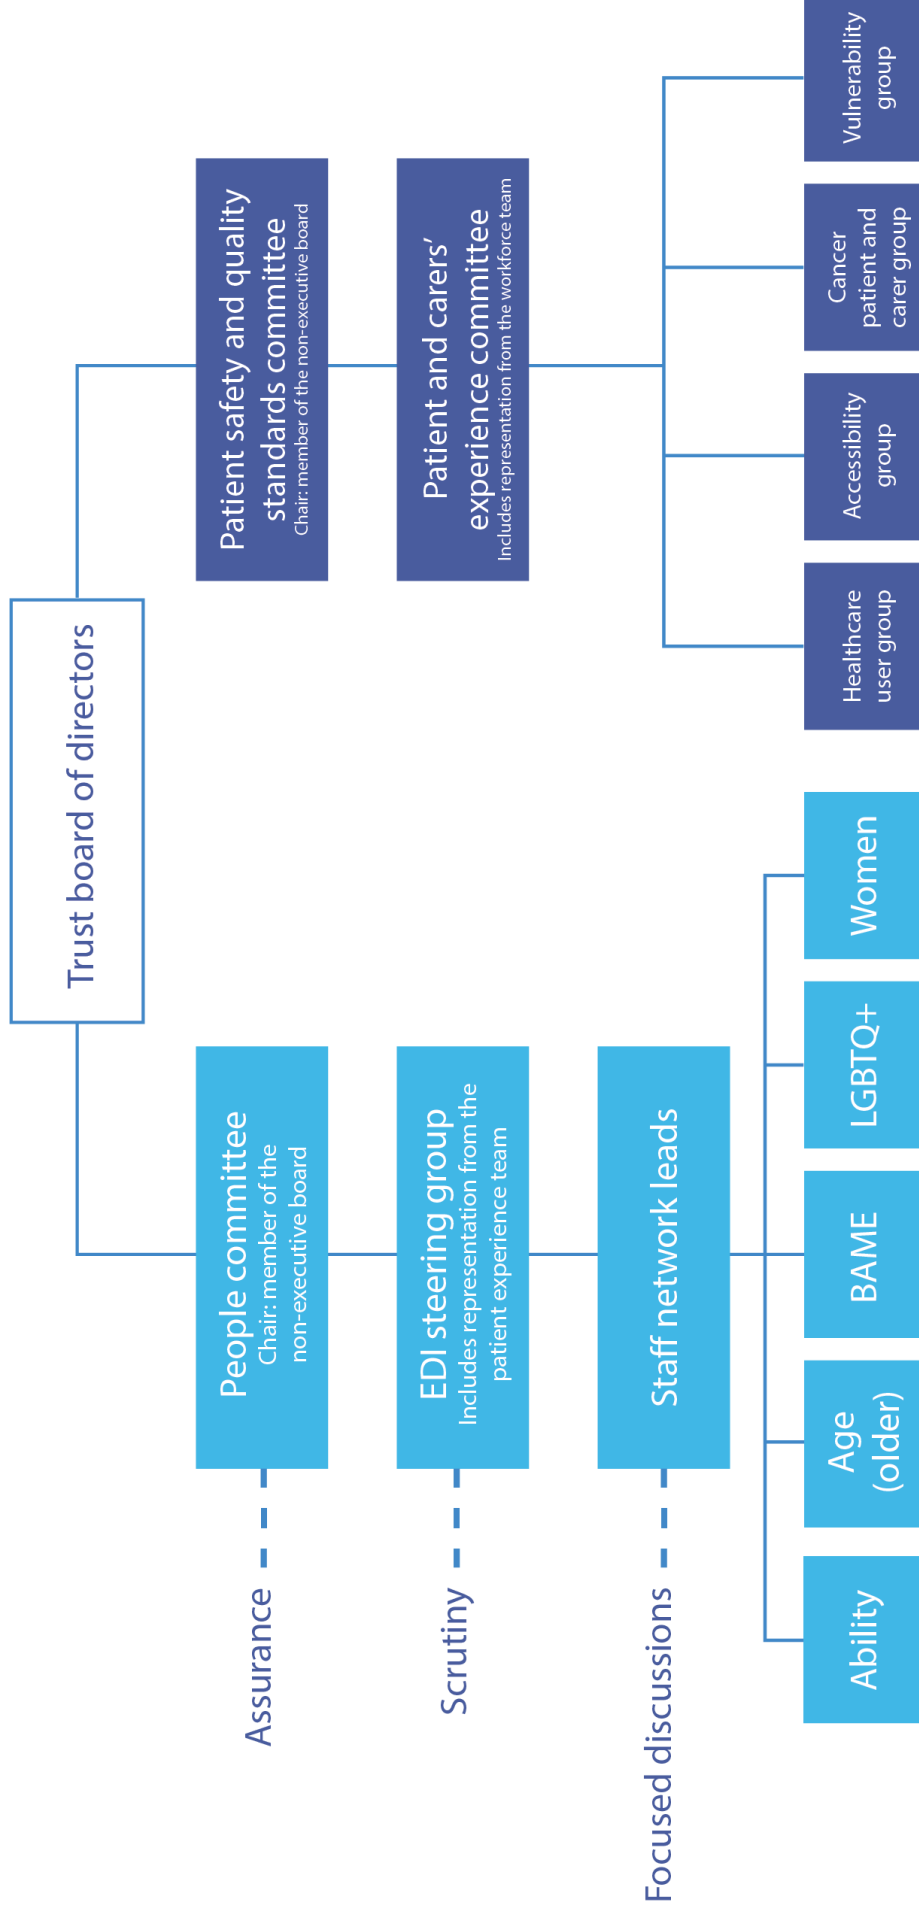 Trust board of directors
Assurance
People committee
Chair: member of the
non-executive board
Patient safety and quality
standards committee
Chair: member of the non-executive board
Scrutiny
EDI steering group
Includes representation from the
patient experience team
Patient and carers’
experience committee
Includes representation from the workforce team
Focused discussions
Staff network leads
Ability
Age
(older)
BAME
LGBTQ+
Women
Healthcare
user group
Accessibility
group
Cancer
patient and
carer group
Vulnerability
group